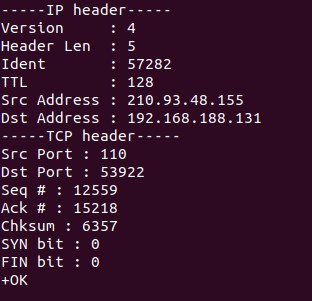 -----IP header-----
Version     : 4
Header Len  : 5
Ident       : 57282
TTL         : 128
Src Address : 210.93.48.155
Dst Address : 192.168.188.131
-----TCP header-----
Src Port : 110
Dst Port : 53922
Seq # : 12559
Ack # : 15218
Chksum : 6357
SYN bit : 0
FIN bit : 0
+OK